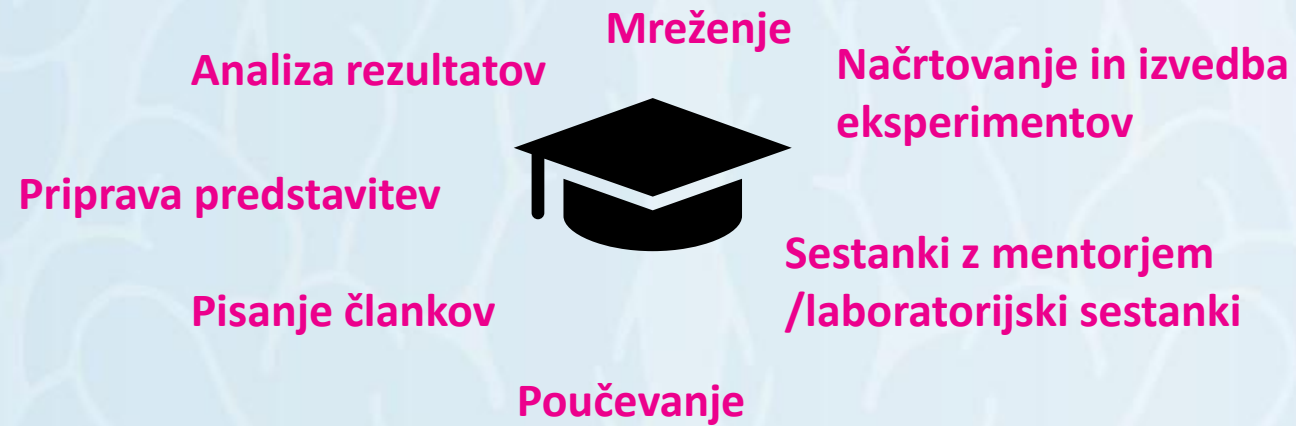 Mreženje
Analiza rezultatov
Načrtovanje in izvedba
eksperimentov
Priprava predstavitev
Sestanki z mentorjem
/laboratorijski sestanki
Pisanje člankov
Poučevanje